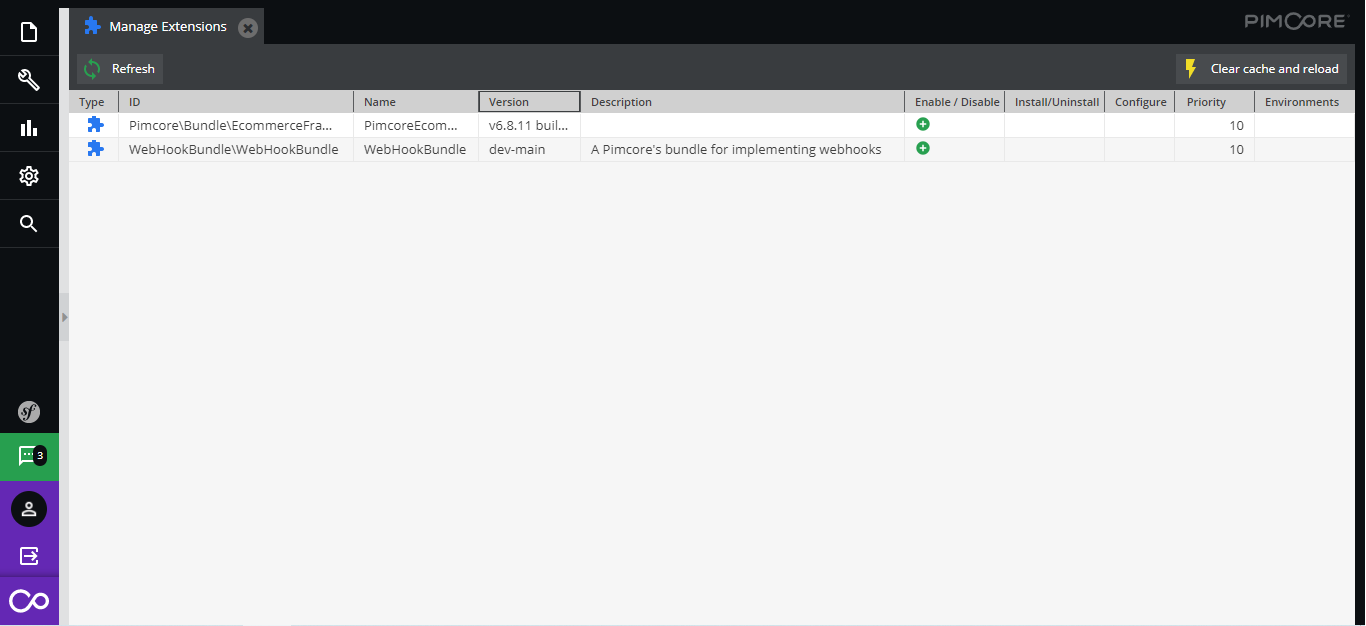 Manage Extensions
PIMCORE
Refresh
Clear cache and reload
Type ID Name Version Description Enable / Disable Install/Uninstall Configure Priority Environments
Pimcore\Bundle\EcommerceFra... PimcoreEcom... v6.8.11 buil... 10
WebHookBundle\WebHookBundle WebHookBundle dev-main A Pimcore's bundle for implementing webhooks 10
sf
3